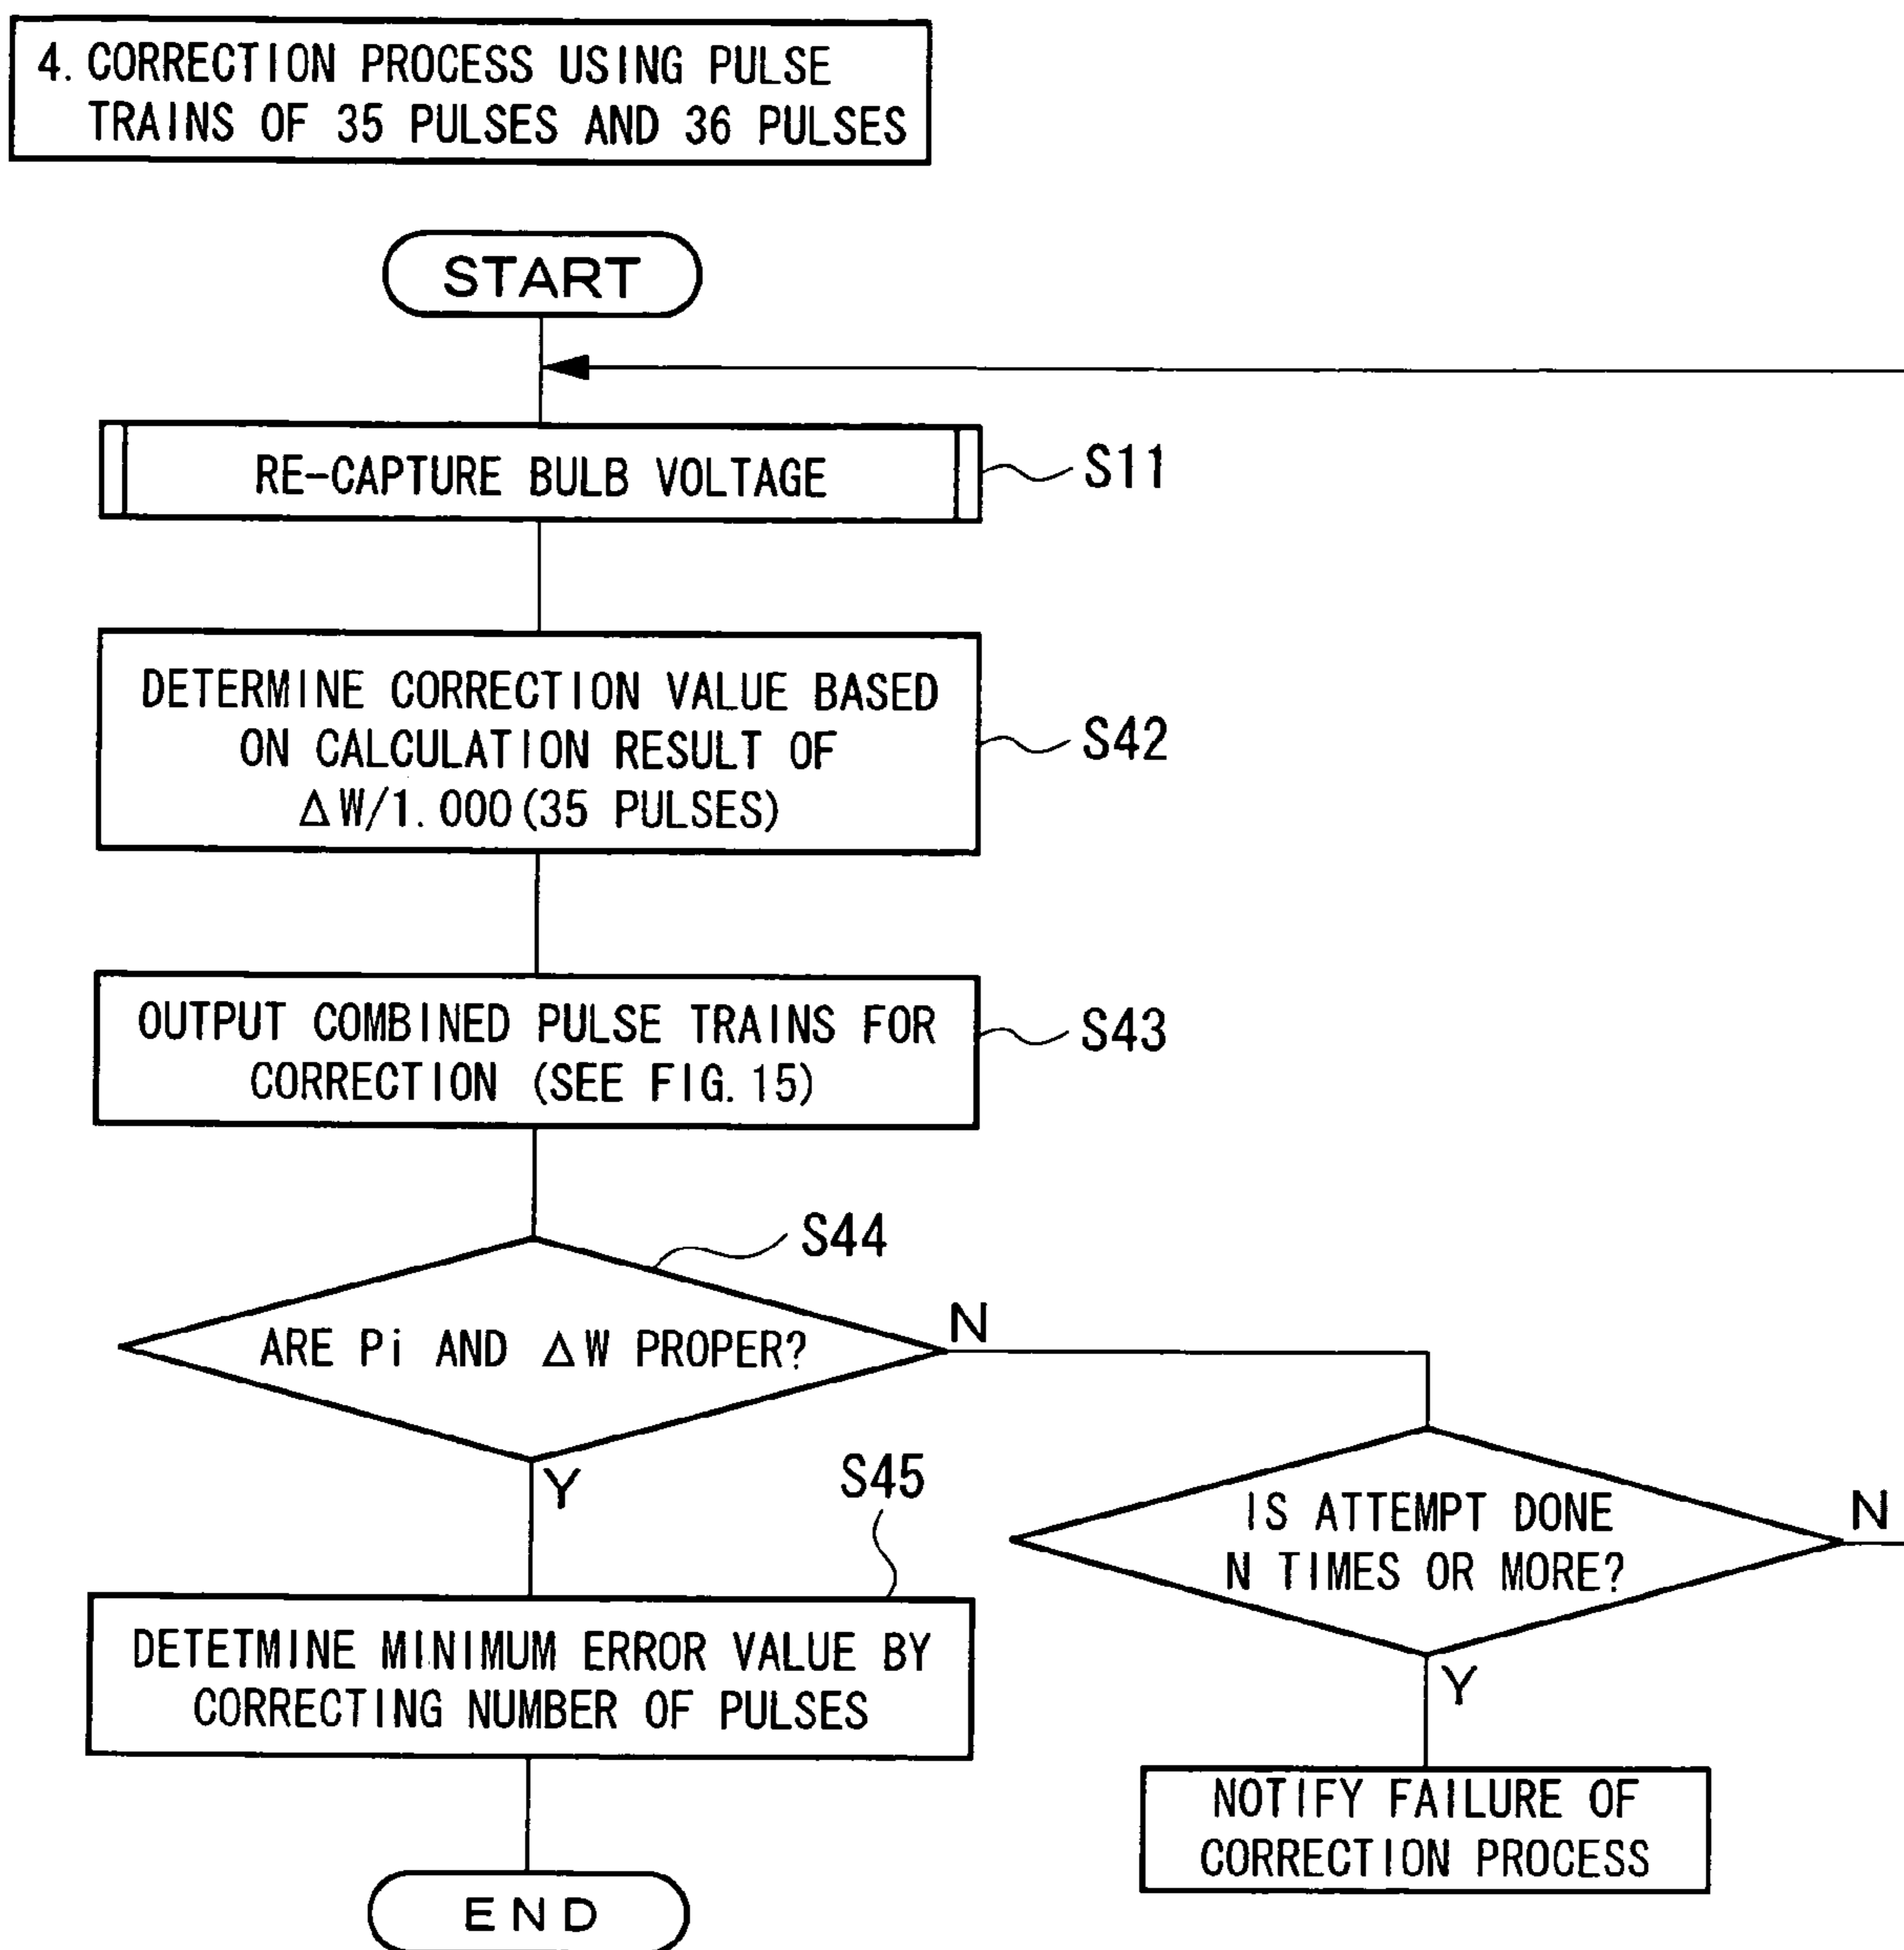 4. CORRECTION PROCESS USING PULSE
TRAINS OF 35 PULSES AND 36 PULSES
START
RE-CAPTURE BULB VOLTAGE
S11
DETERMINE CORRECTION VALUE BASED
ON CALCULATION RESULT OF
ΔW/1.000(35 PULSES)
S42
OUTPUT COMBINED PULSE TRAINS FOR
CORRECTION (SEE FIG.15)
S43
S44
ARE Pi AND ΔW PROPER?
N
Y
IS ATTEMPT DONE
N TIMES OR MORE?
N
Y
S45
DETETMINE MINIMUM ERROR VALUE BY
CORRECTING NUMBER OF PULSES
NOTIFY FAILURE OF
CORRECTION PROCESS
END